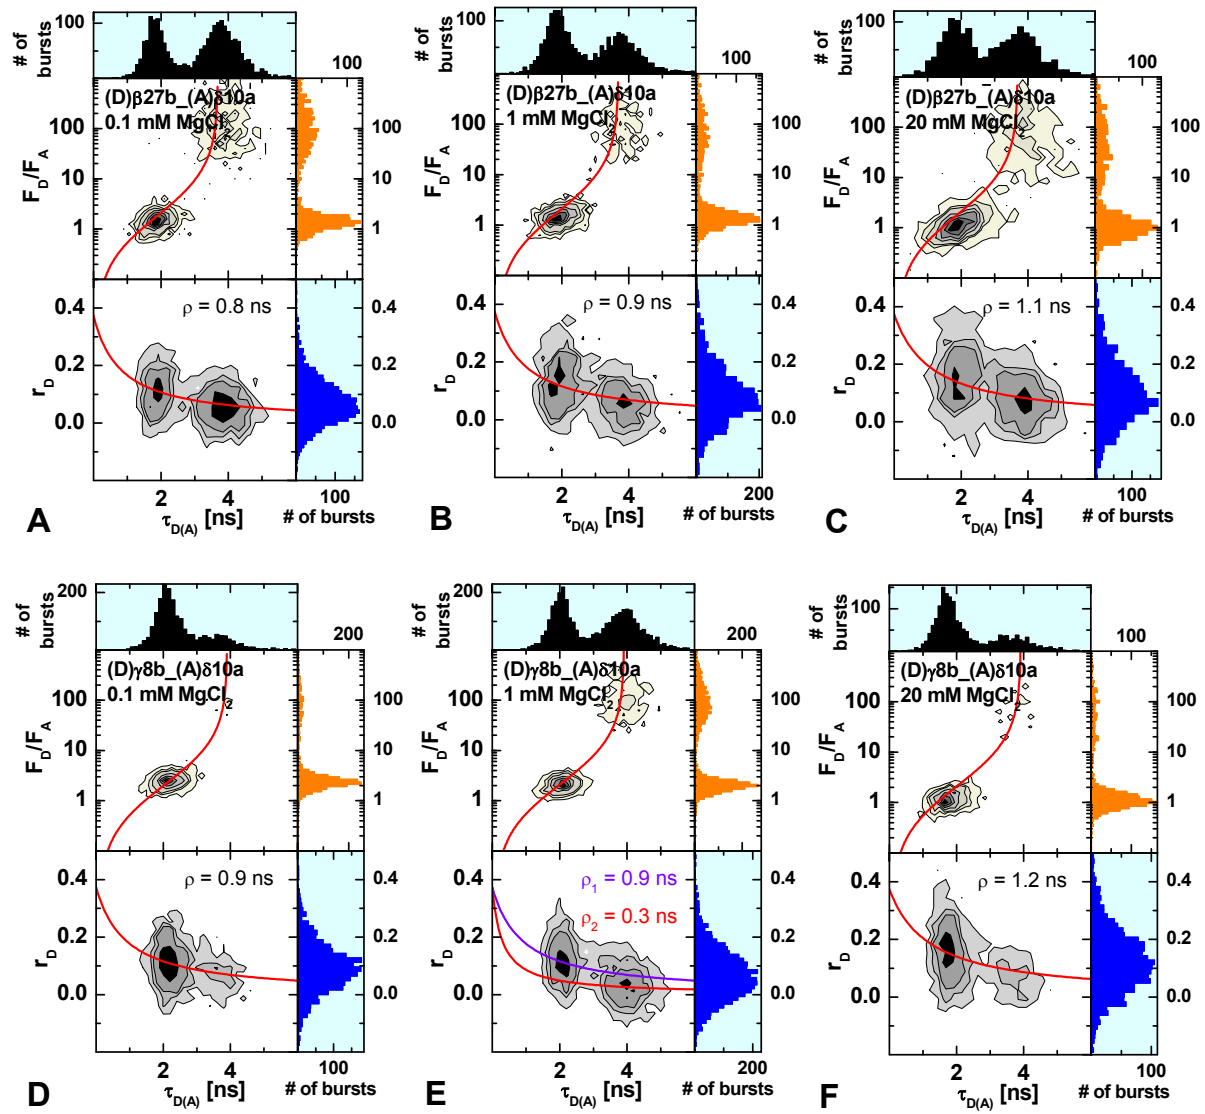 # of bursts
100
100
(D)β27b_(A)δ10a
0.1 mM MgCl
F_D/F_A
100
10
1
100
10
1
r_D
0.4
0.2
0.0
ρ = 0.8 ns
0.4
0.2
0.0
2 4
100
A
τ_D(A) [ns]
# of bursts
# of bursts
100
100
(D)β27b_(A)δ10a
1 mM MgCl
F_D/F_A
100
10
1
100
10
1
r_D
0.4
0.2
0.0
ρ = 0.9 ns
0.4
0.2
0.0
2 4
200
B
τ_D(A) [ns]
# of bursts
# of bursts
100
100
(D)β27b_(A)δ10a
20 mM MgCl
F_D/F_A
100
10
1
100
10
1
r_D
0.4
0.2
0.0
ρ = 1.1 ns
0.4
0.2
0.0
2 4
100
C
τ_D(A) [ns]
# of bursts
# of bursts
200
200
(D)γ8b_(A)δ10a
0.1 mM MgCl₂
F_D/F_A
100
10
1
100
10
1
r_D
0.4
0.2
0.0
ρ = 0.9 ns
0.4
0.2
0.0
2 4
100
D
τ_D(A) [ns]
# of bursts
# of bursts
200
200
(D)γ8b_(A)δ10a
1 mM MgCl₂
F_D/F_A
100
10
1
100
10
1
r_D
0.4
0.2
0.0
ρ₁ = 0.9 ns
ρ₂ = 0.3 ns
0.4
0.2
0.0
2 4
200
E
τ_D(A) [ns]
# of bursts
# of bursts
100
100
(D)γ8b_(A)δ10a
20 mM MgCl₂
F_D/F_A
100
10
1
100
10
1
r_D
0.4
0.2
0.0
ρ = 1.2 ns
0.4
0.2
0.0
2 4
100
F
τ_D(A) [ns]
# of bursts